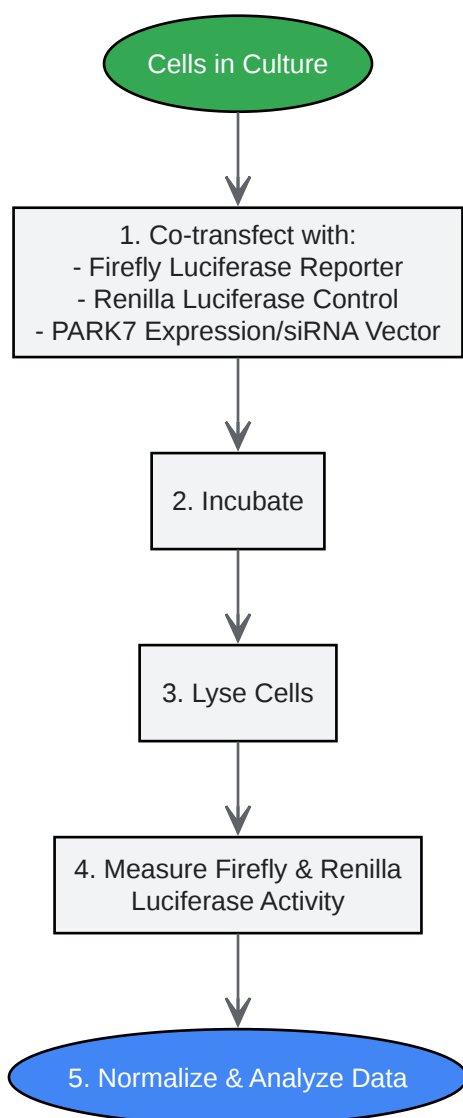 Cells in Culture
1. Co-transfect with:
- Firefly Luciferase Reporter
- Renilla Luciferase Control
- PARK7 Expression/siRNA Vector
2. Incubate
3. Lyse Cells
4. Measure Firefly & Renilla
Luciferase Activity
5. Normalize & Analyze Data